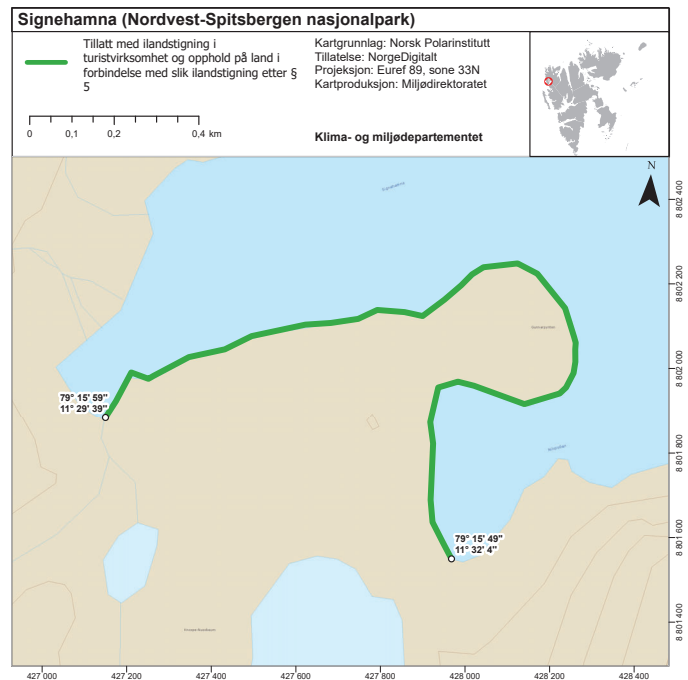 Signehamna (Nordvest-Spitsbergen nasjonalpark)
Tillatt med ilandstigning i
turistvirksomhet og opphold på land i
forbindelse med slik ilandstigning etter §
5
0 0,1 0,2 0,4 km
Kartgrunnlag: Norsk Polarinstitutt
Tillatelse: NorgeDigitalt
Projeksjon: Euref 89, sone 33N
Kartproduksjon: Miljødirektoratet
Klima- og miljødepartementet
N
Signehamna
8 802 400
8 802 200
8 802 000
8 801 800
8 801 600
8 801 400
79° 15' 59"
11° 29' 39"
79° 15' 49"
11° 32' 4"
427 000 427 200 427 400 427 600 427 800 428 000 428 200 428 400